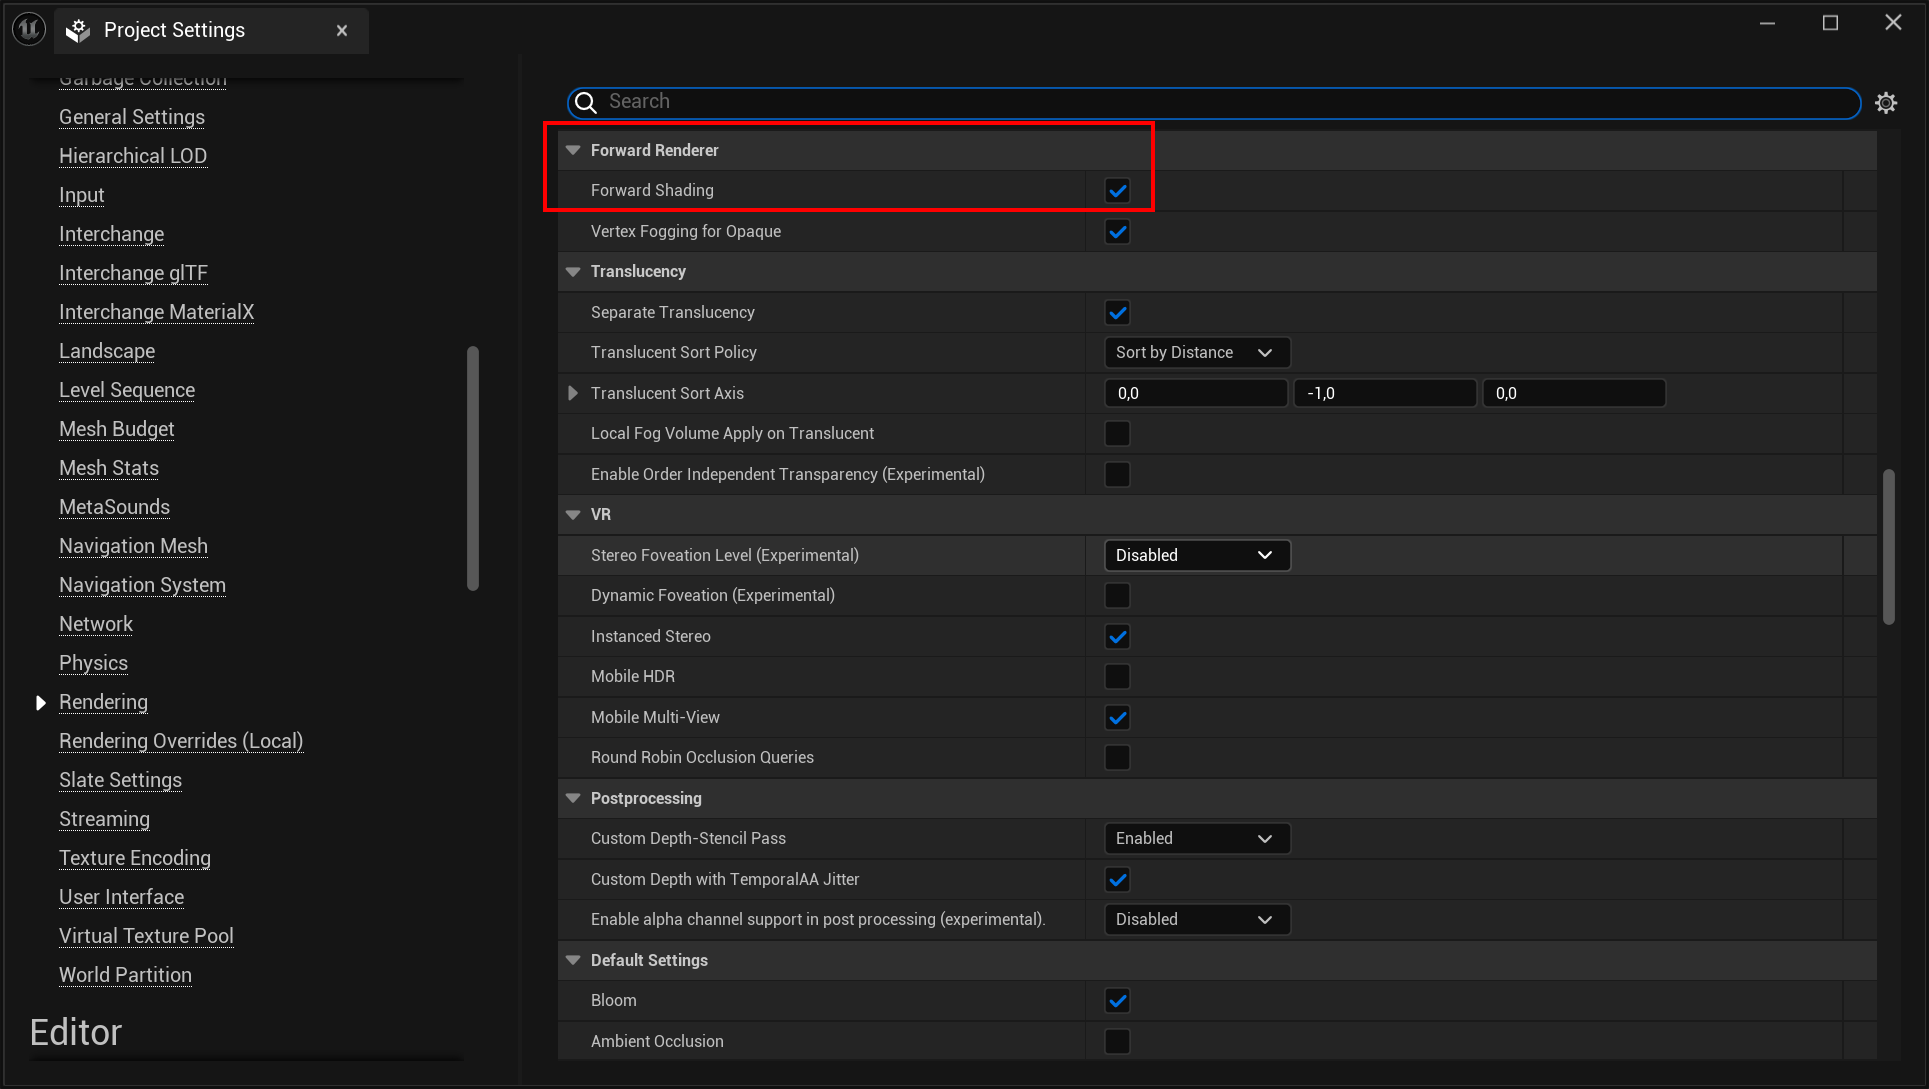 Project Settings
Garbage Collection
General Settings
Hierarchical LOD
Input
Interchange
Interchange glTF
Interchange MaterialX
Landscape
Level Sequence
Mesh Budget
Mesh Stats
MetaSounds
Navigation Mesh
Navigation System
Network
Physics
Rendering
Rendering Overrides (Local)
Slate Settings
Streaming
Texture Encoding
User Interface
Virtual Texture Pool
World Partition
Editor
Search
Forward Renderer
Forward Shading
Vertex Fogging for Opaque
Translucency
Separate Translucency
Translucent Sort Policy Sort by Distance
Translucent Sort Axis 0,0 -1,0 0,0
Local Fog Volume Apply on Translucent
Enable Order Independent Transparency (Experimental)
VR
Stereo Foveation Level (Experimental) Disabled
Dynamic Foveation (Experimental)
Instanced Stereo
Mobile HDR
Mobile Multi-View
Round Robin Occlusion Queries
Postprocessing
Custom Depth-Stencil Pass Enabled
Custom Depth with TemporalAA Jitter
Enable alpha channel support in post processing (experimental). Disabled
Default Settings
Bloom
Ambient Occlusion